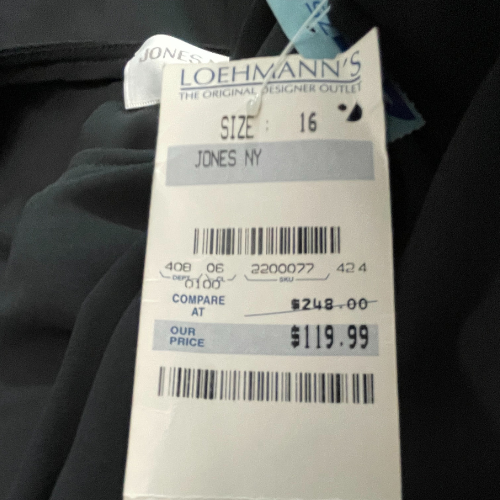 JONES
LOEHMANN'S
THE ORIGINAL DESIGNER OUTLET
SIZE : 16
JONES NY
408 06 2200077 424
DEPT. CL. SKU
0100
COMPARE AT $248.00
OUR PRICE $119.99